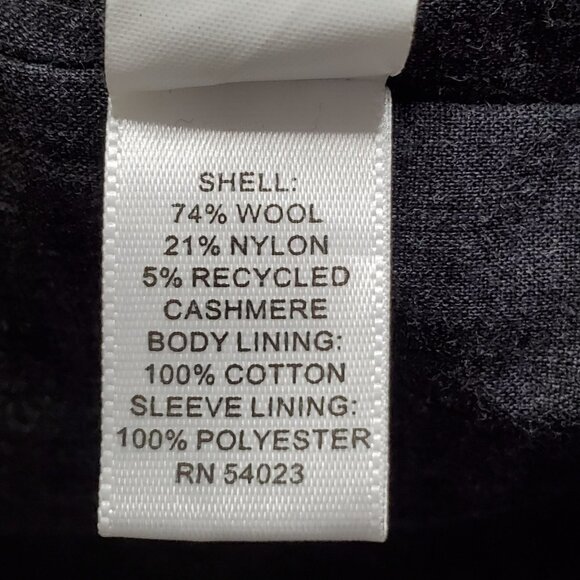 SHELL:
74% WOOL
21% NYLON
5% RECYCLED
CASHMERE
BODY LINING:
100% COTTON
SLEEVE LINING:
100% POLYESTER
RN 54023